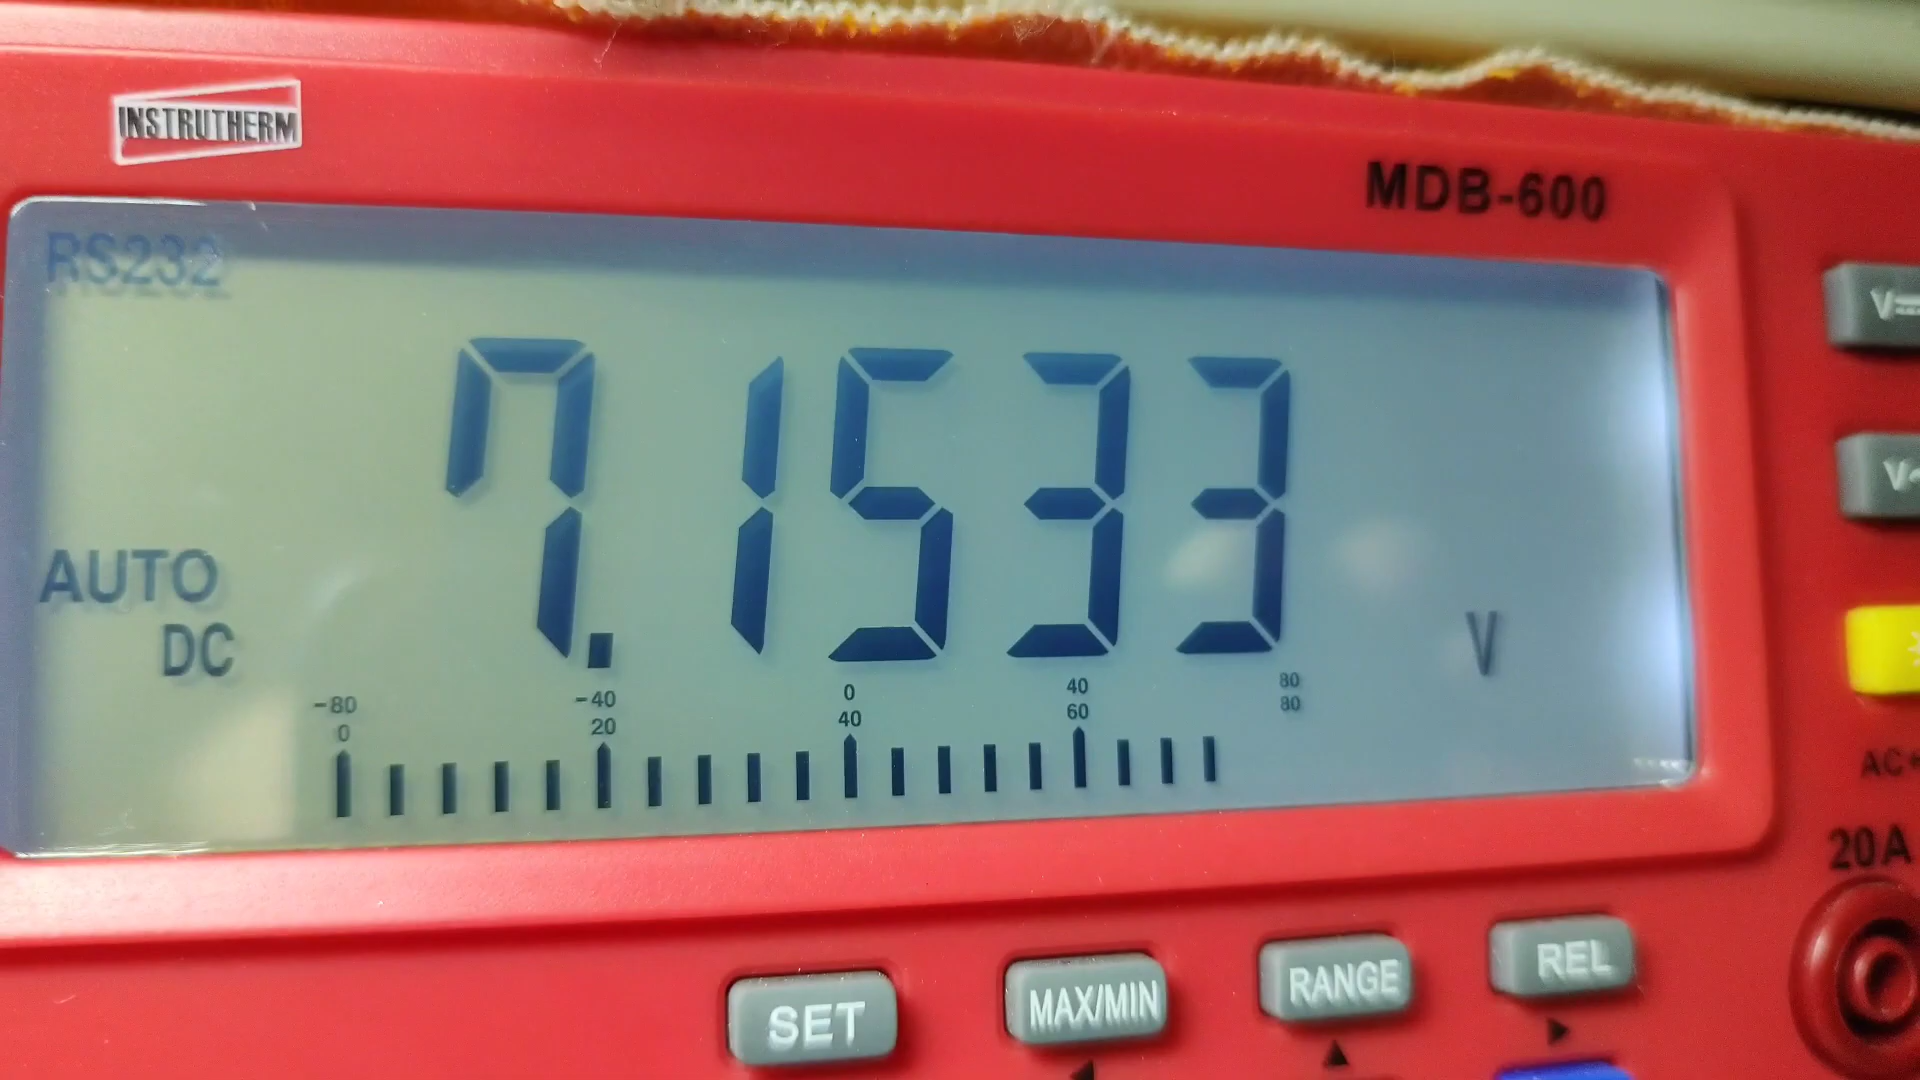 INSTRUTHERM
MDB-600
RS232
7.1533
AUTO
DC
V
-80 -40 0 40 80
0 20 40 60 80
20A
SET MAX/MIN RANGE REL